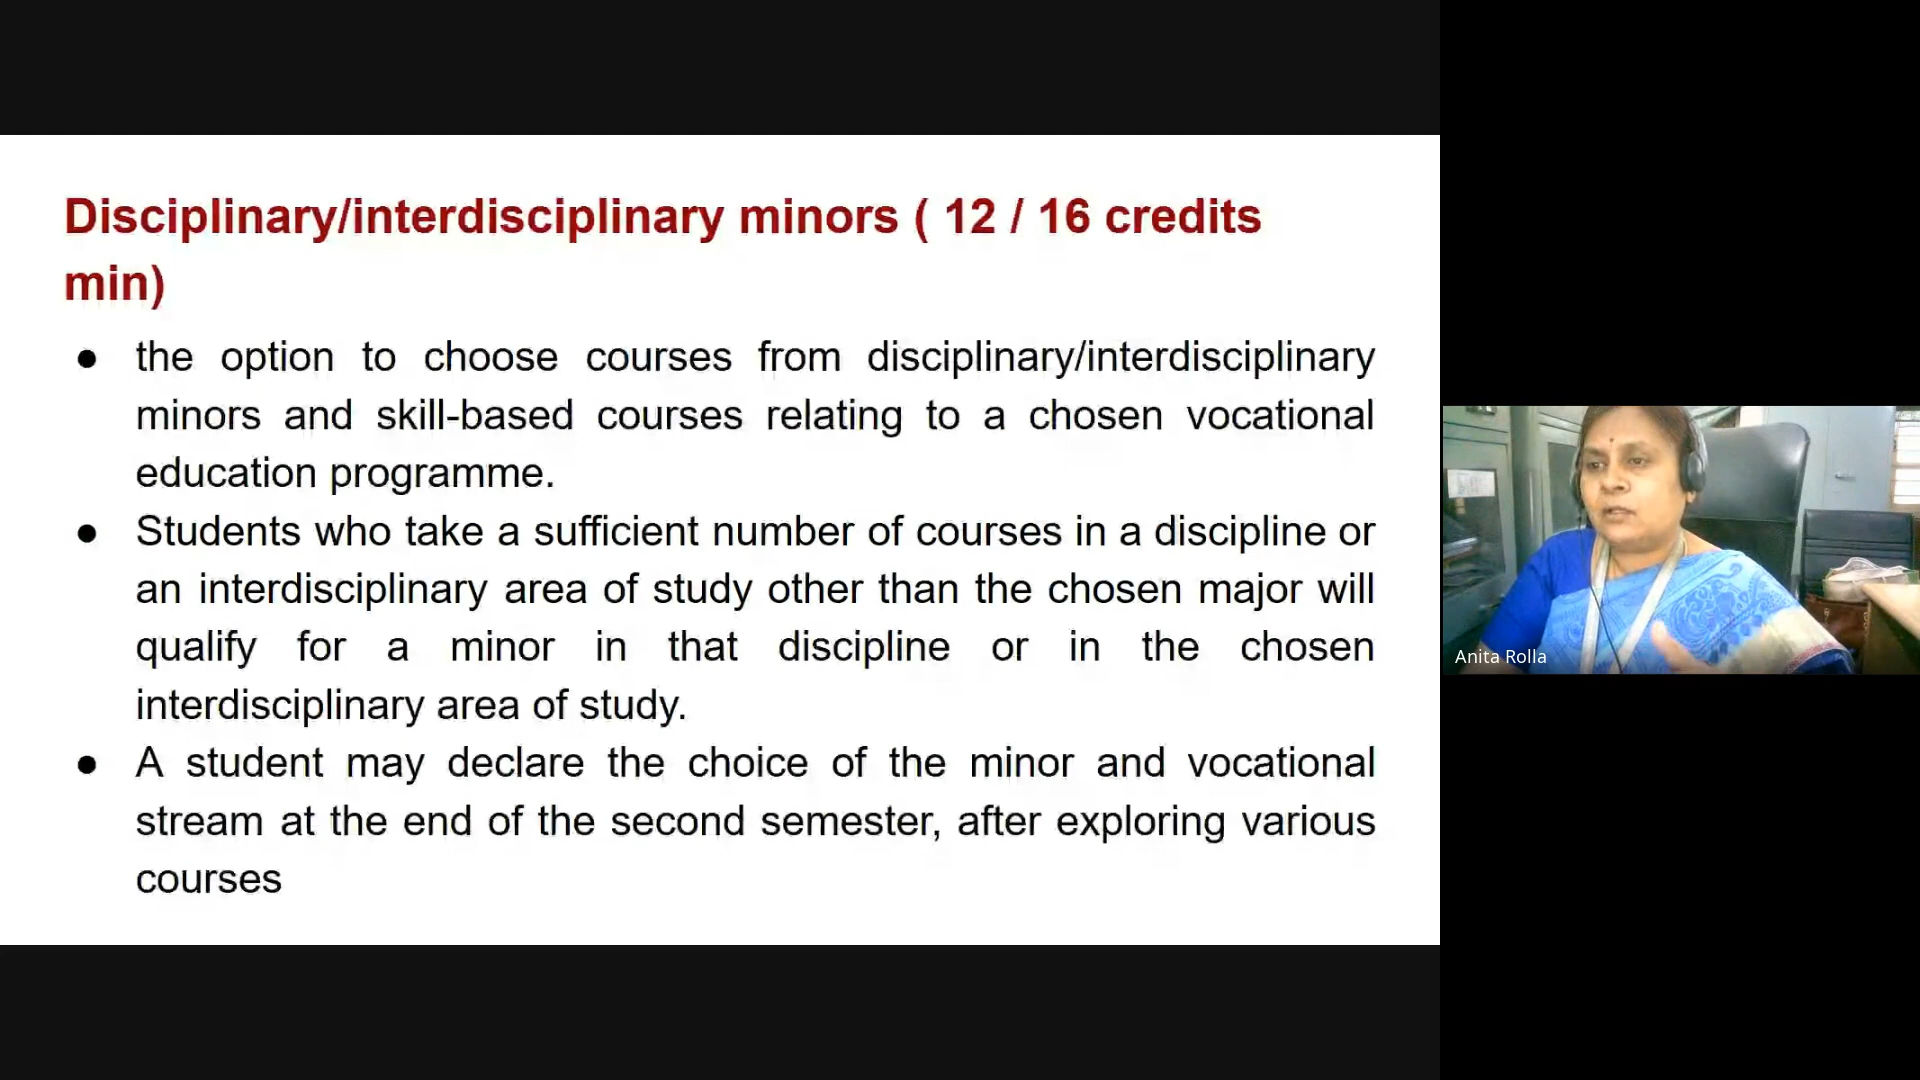 Disciplinary/interdisciplinary minors ( 12 / 16 credits
min)
● the option to choose courses from disciplinary/interdisciplinary
minors and skill-based courses relating to a chosen vocational
education programme.
● Students who take a sufficient number of courses in a discipline or
an interdisciplinary area of study other than the chosen major will
qualify for a minor in that discipline or in the chosen
interdisciplinary area of study.
● A student may declare the choice of the minor and vocational
stream at the end of the second semester, after exploring various
courses
Anita Rolla